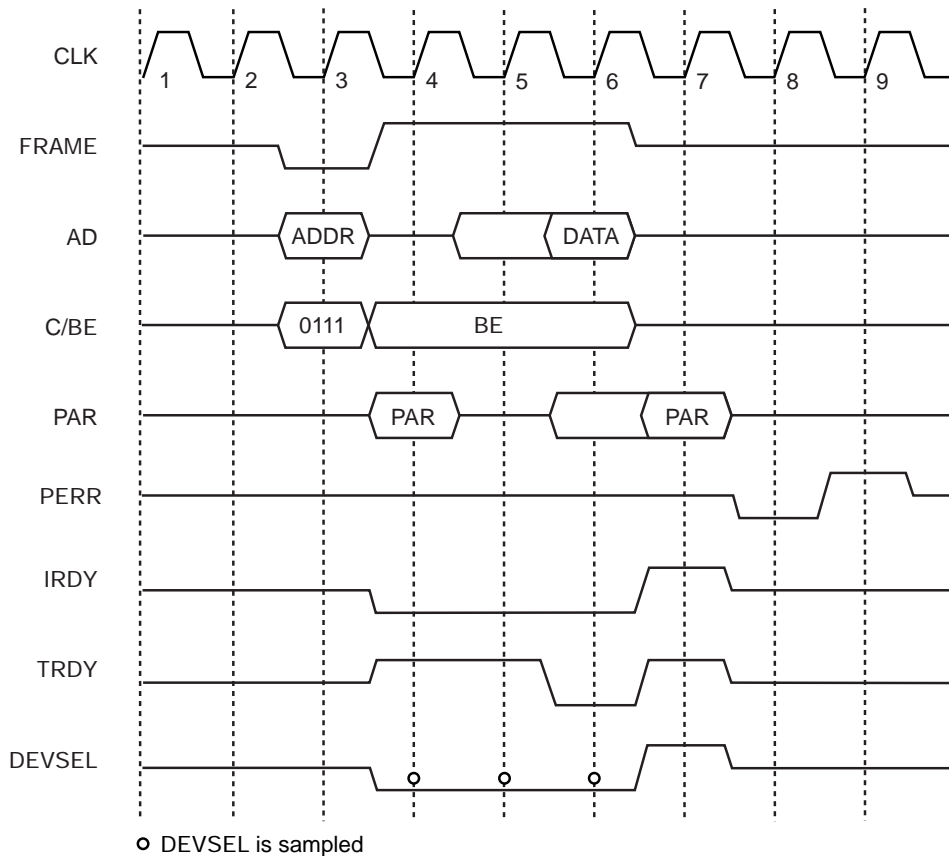 CLK
1 2 3 4 5 6 7 8 9
FRAME
AD
ADDR DATA
C/BE
0111 BE
PAR
PAR PAR
PERR
IRDY
TRDY
DEVSEL
DEVSEL is sampled